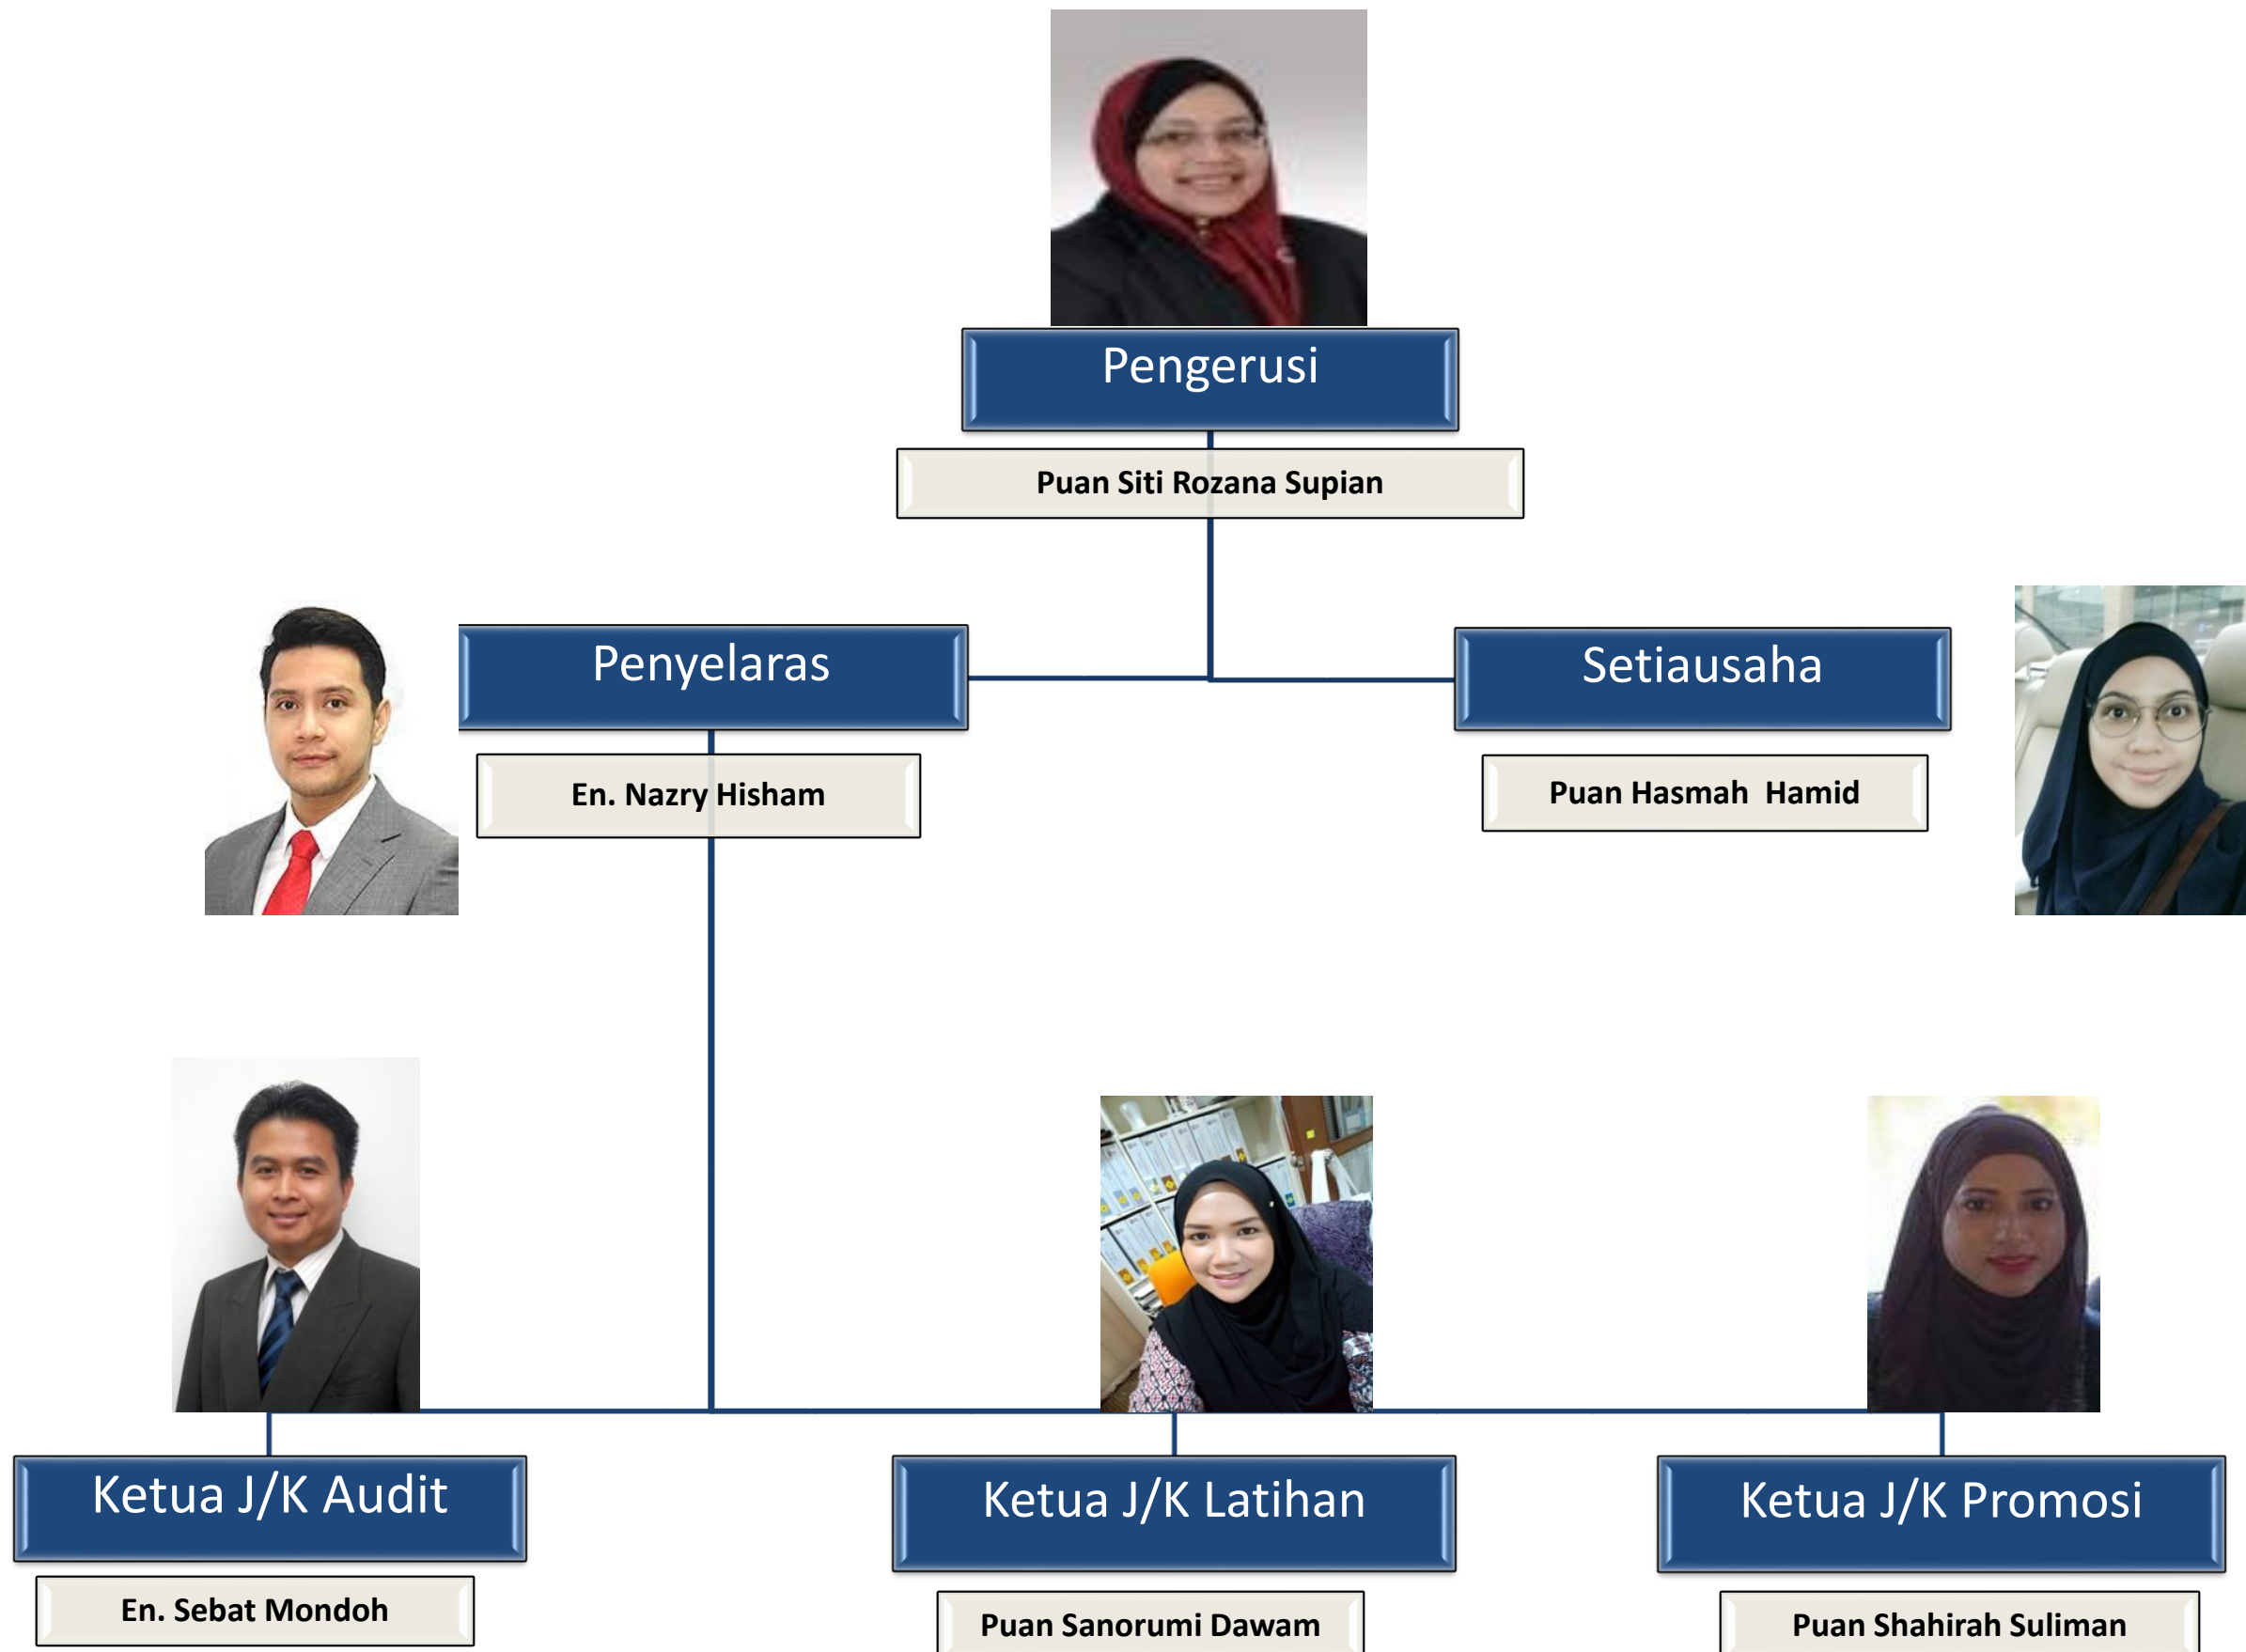 Pengerusi
Puan Siti Rozana Supian
Penyelaras
En. Nazry Hisham
Setiausaha
Puan Hasmah  Hamid
Ketua J/K Audit
En. Sebat Mondoh
Ketua J/K Latihan
Puan Sanorumi Dawam
Ketua J/K Promosi
Puan Shahirah Suliman